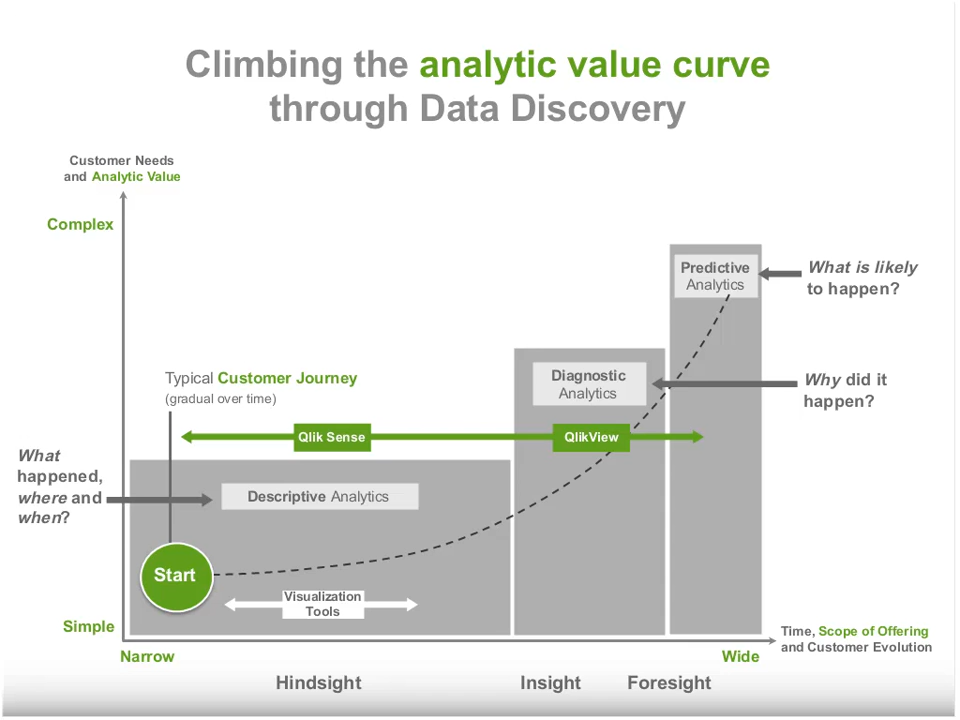 Climbing the analytic value curve
through Data Discovery
Customer Needs
and Analytic Value
Complex
Predictive
Analytics
What is likely
to happen?
Typical Customer Journey
(gradual over time)
Diagnostic
Analytics
Why did it
happen?
Qlik Sense
QlikView
What
happened,
where and
when?
Descriptive Analytics
Start
Visualization
Tools
Simple
Time, Scope of Offering
and Customer Evolution
Narrow
Wide
Hindsight
Insight
Foresight